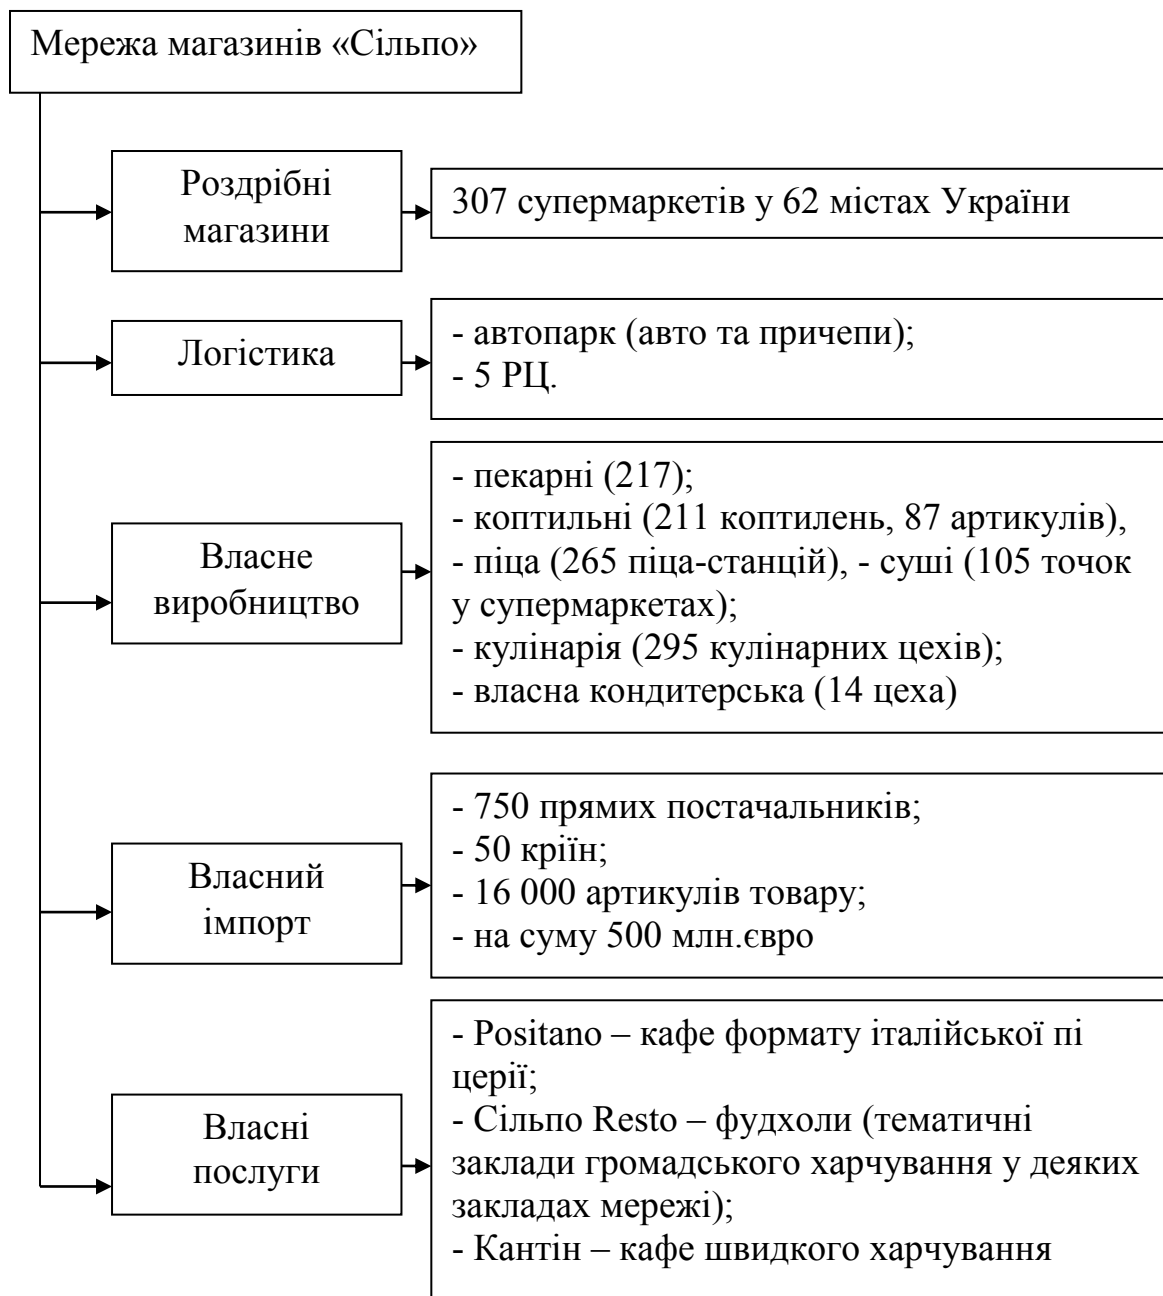 Мережа магазинів «Сільпо»
Роздрібні
магазини
307 супермаркетів у 62 містах України
Логістика
- автопарк (авто та причепи);
- 5 РЦ.
Власне
виробництво
- пекарні (217);
- коптильні (211 коптилень, 87 артикулів),
- піца (265 піца-станцій), - суші (105 точок
у супермаркетах);
- кулінарія (295 кулінарних цехів);
- власна кондитерська (14 цеха)
Власний
імпорт
- 750 прямих постачальників;
- 50 кріїн;
- 16 000 артикулів товару;
- на суму 500 млн.євро
Власні
послуги
- Positano – кафе формату італійської пі
церії;
- Сільпо Resto – фудхоли (тематичні
заклади громадського харчування у деяких
закладах мережі);
- Кантін – кафе швидкого харчування